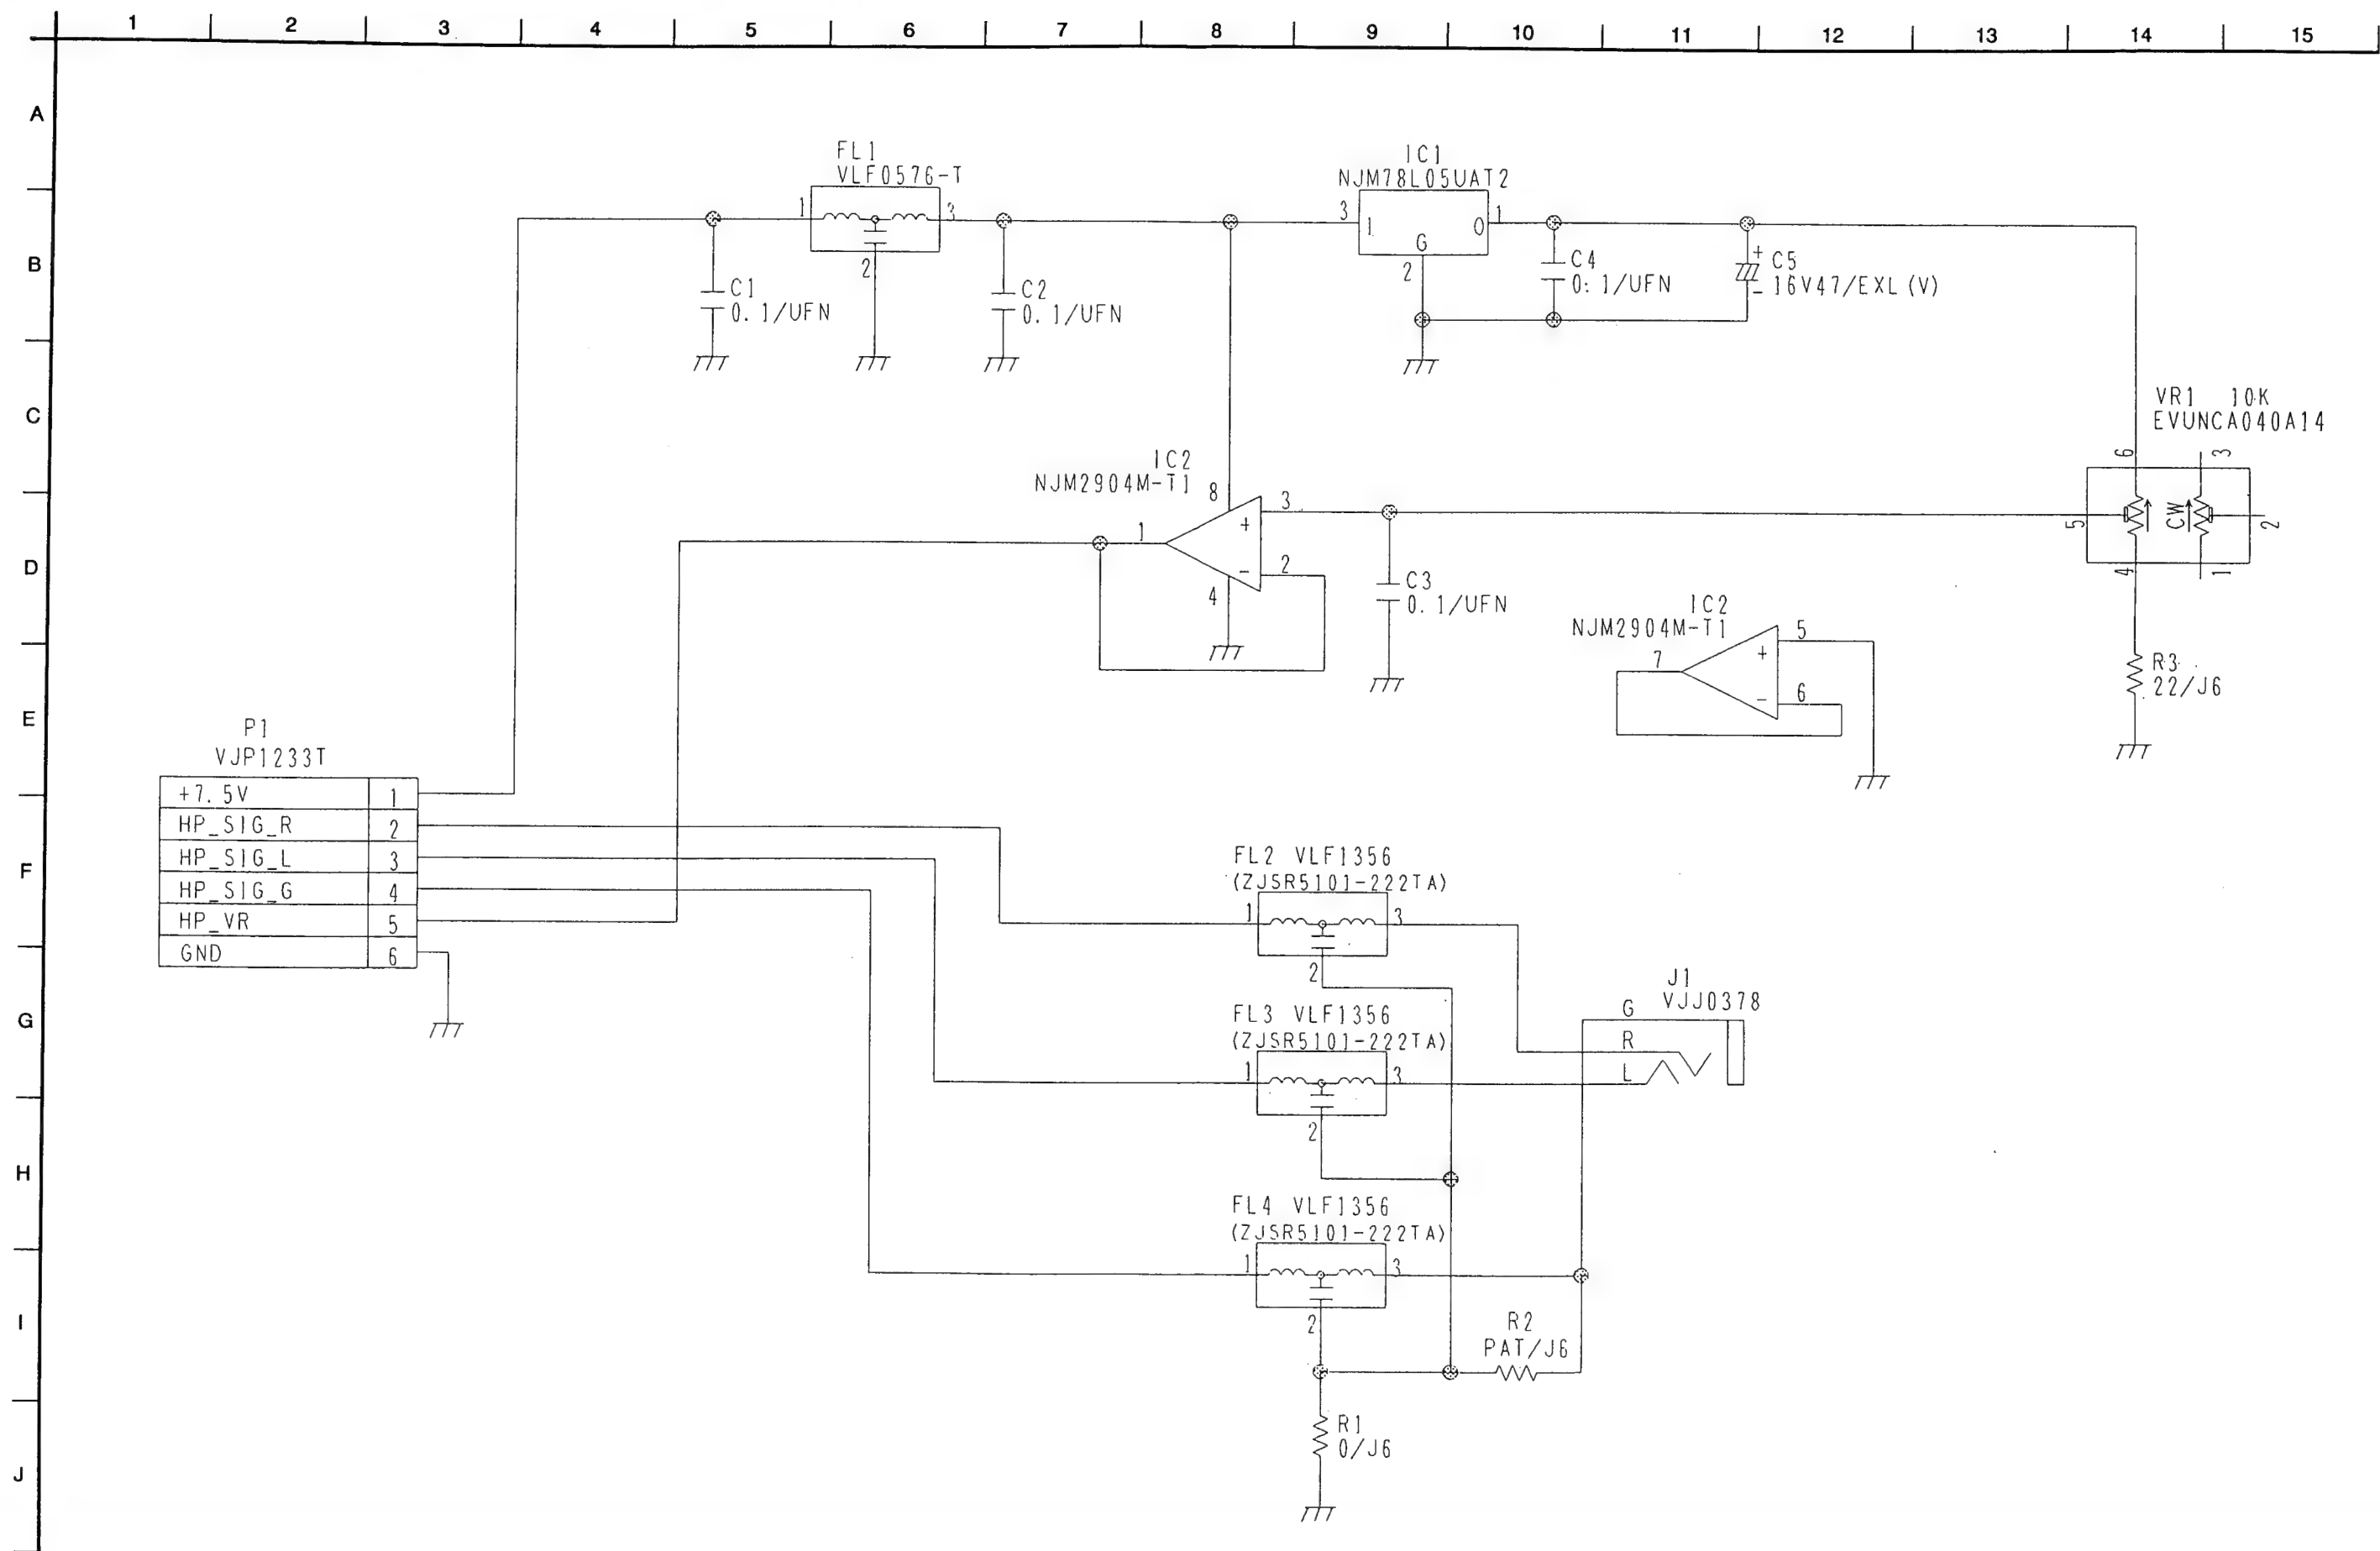 1 2 3 4 5 6 7 8 9 10 11 12 13 14 15
A
B
C
D
E
F
G
H
I
J
FL1
VLF0576-T
1
3
2
C1
0.1/UFN
C2
0.1/UFN
IC1
NJM78L05UAT2
3
I
G
O
1
2
C4
0.1/UFN
+
C5
- 16V47/EXL(V)
VR1 10K
EVUNCA040A14
6
3
5
CW
2
4
1
R3
22/J6
IC2
NJM2904M-T1
8
3
+
1
-
2
4
C3
0.1/UFN
IC2
NJM2904M-T1
5
+
7
-
6
P1
VJP1233T
+7.5V 1
HP_SIG_R 2
HP_SIG_L 3
HP_SIG_G 4
HP_VR 5
GND 6
FL2 VLF1356
(ZJSR5101-222TA)
1
3
2
FL3 VLF1356
(ZJSR5101-222TA)
1
3
2
FL4 VLF1356
(ZJSR5101-222TA)
1
3
2
J1
VJJ0378
G
R
L
R2
PAT/J6
R1
0/J6